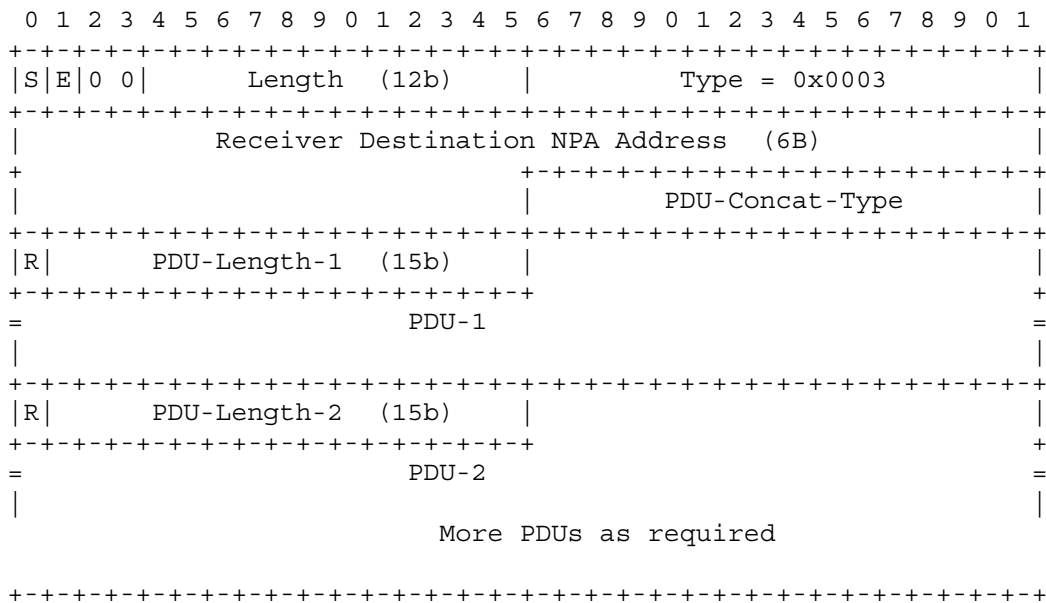 0 1 2 3 4 5 6 7 8 9 0 1 2 3 4 5 6 7 8 9 0 1 2 3 4 5 6 7 8 9 0 1
+-+-+-+-+-+-+-+-+-+-+-+-+-+-+-+-+-+-+-+-+-+-+-+-+-+-+-+-+-+-+-+-+
|S|E|0 0|      Length  (12b)    |         Type = 0x0003         |
+-+-+-+-+-+-+-+-+-+-+-+-+-+-+-+-+-+-+-+-+-+-+-+-+-+-+-+-+-+-+-+-+
|            Receiver Destination NPA Address  (6B)             |
+                               +-+-+-+-+-+-+-+-+-+-+-+-+-+-+-+-+
|                               |        PDU-Concat-Type        |
+-+-+-+-+-+-+-+-+-+-+-+-+-+-+-+-+-+-+-+-+-+-+-+-+-+-+-+-+-+-+-+-+
|R|      PDU-Length-1  (15b)    |                               |
+-+-+-+-+-+-+-+-+-+-+-+-+-+-+-+-+                               +
=                        PDU-1                                  =
|                                                               |
+-+-+-+-+-+-+-+-+-+-+-+-+-+-+-+-+-+-+-+-+-+-+-+-+-+-+-+-+-+-+-+-+
|R|      PDU-Length-2  (15b)    |                               |
+-+-+-+-+-+-+-+-+-+-+-+-+-+-+-+-+                               +
=                        PDU-2                                  =
|                                                               |
                           More PDUs as required

+-+-+-+-+-+-+-+-+-+-+-+-+-+-+-+-+-+-+-+-+-+-+-+-+-+-+-+-+-+-+-+-+